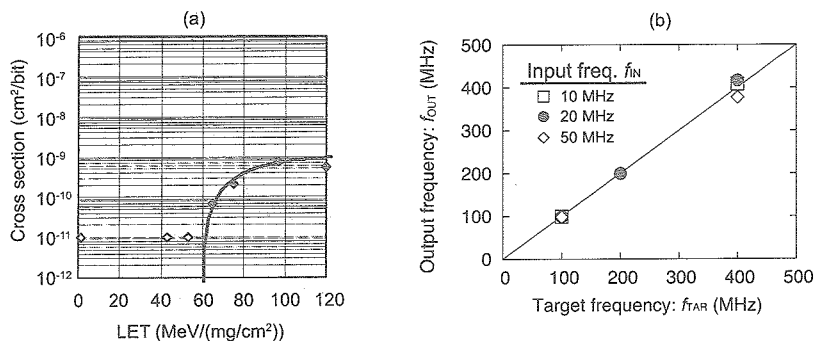 (a)
Cross section (cm²/bit)
10⁻⁶
10⁻⁷
10⁻⁸
10⁻⁹
10⁻¹⁰
10⁻¹¹
10⁻¹²
0 20 40 60 80 100 120
LET (MeV/(mg/cm²))
(b)
Output frequency: fOUT (MHz)
500
400
300
200
100
0
Input freq. fIN
10 MHz
20 MHz
50 MHz
0 100 200 300 400 500
Target frequency: fTAR (MHz)